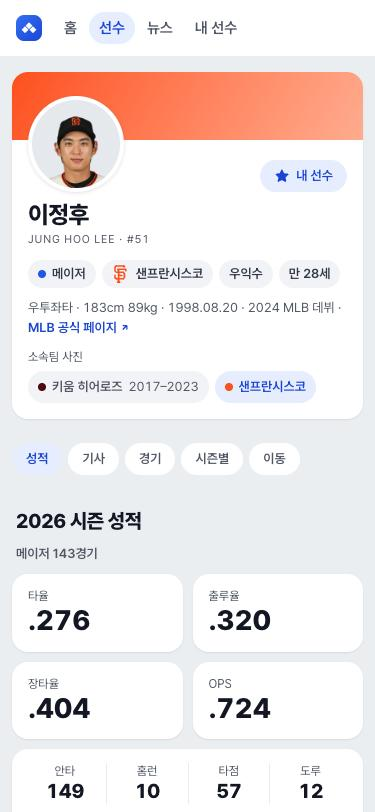 홈 선수 뉴스 내 선수
내 선수
이정후
JUNG HOO LEE · #51
메이저 샌프란시스코 우익수 만 28세
우투좌타 · 183cm 89kg · 1998.08.20 · 2024 MLB 데뷔 ·
MLB 공식 페이지 ↗
소속팀 사진
키움 히어로즈 2017–2023 샌프란시스코
성적 기사 경기 시즌별 이동
2026 시즌 성적
메이저 143경기
타율 출루율
.276 .320
장타율 OPS
.404 .724
안타 홈런 타점 도루
149 10 57 12